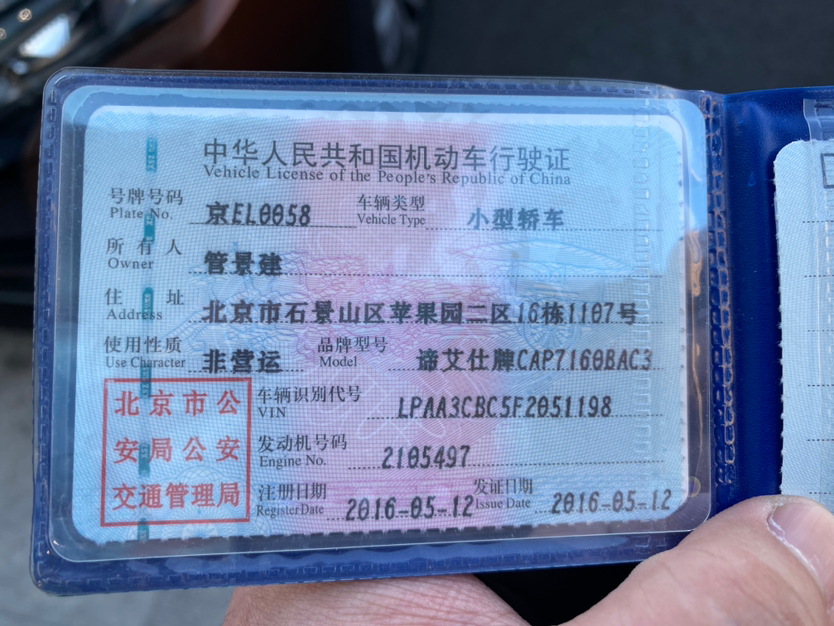 中华人民共和国机动车行驶证
Vehicle License of the People's Republic of China
号牌号码 京EL0058 车辆类型 小型轿车
Plate No. Vehicle Type
所有人 管景建
Owner
住址 北京市石景山区苹果园二区16栋1107号
Address
使用性质 非营运 品牌型号 谛艾仕牌CAP7160BAC3
Use Character Model
北京市公
安局公安
交通管理局
车辆识别代号 LPAA3CBC5F2051198
VIN
发动机号码 2105497
Engine No.
注册日期 2016-05-12 发证日期 2016-05-12
Register Date Issue Date